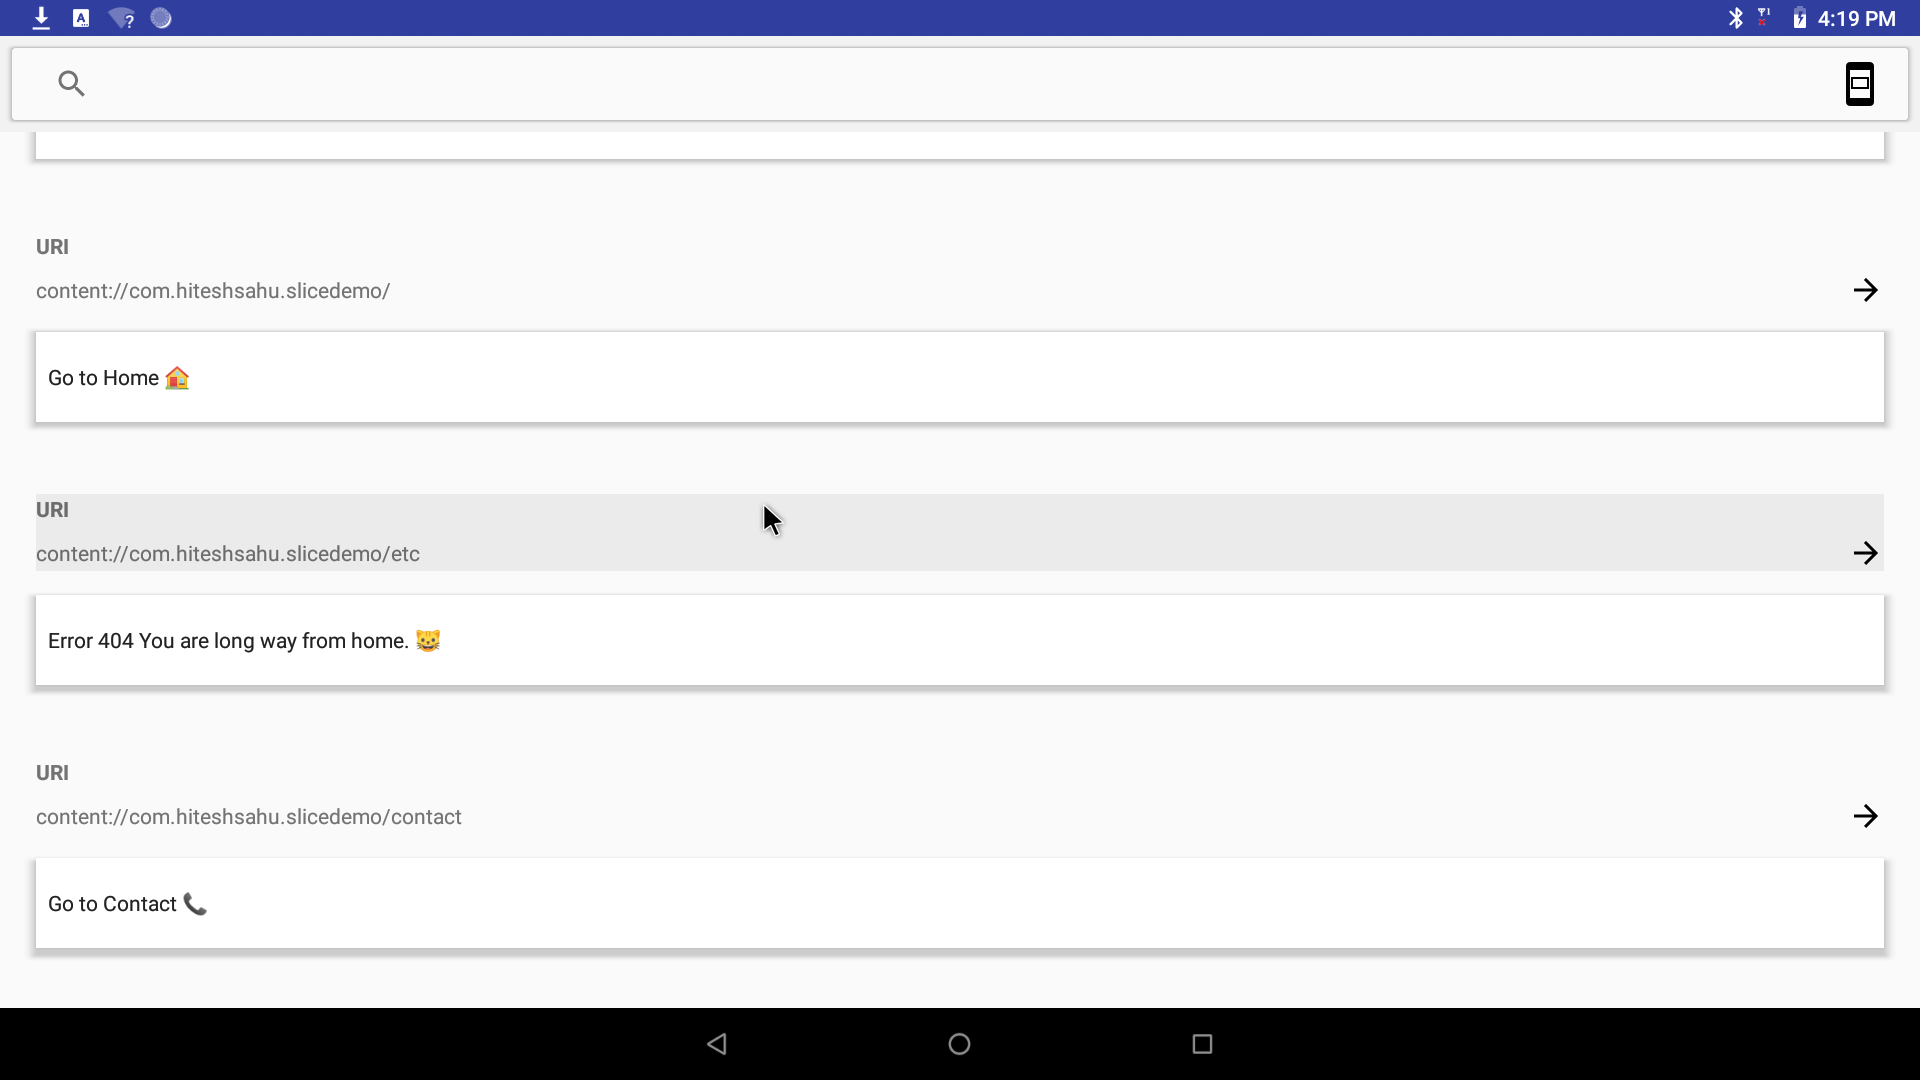 4:19 PM
URI
content://com.hiteshsahu.slicedemo/
Go to Home 🏠
URI
content://com.hiteshsahu.slicedemo/etc
Error 404 You are long way from home. 😺
URI
content://com.hiteshsahu.slicedemo/contact
Go to Contact 📞